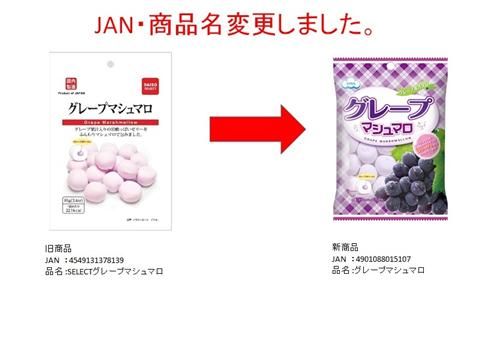 JAN・商品名変更しました。
国内
製造
Product of JAPAN
DAISO
SELECT
グレープマシュマロ
Grape Marshmallow
グレープ果汁入りの甘酸っぱいゼリーを
ふんわりマシュマロで包みました。
グレープ
マシュマロ
GRAPE MARSHMALLOW
旧商品
JAN ：4549131378139
品名：SELECTグレープマシュマロ
新商品
JAN ：4901088015107
品名：グレープマシュマロ